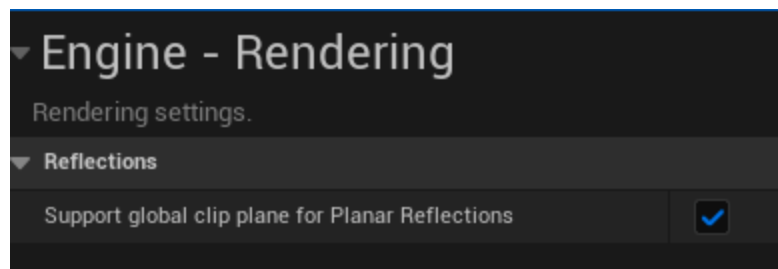 Engine - Rendering
Rendering settings.
Reflections
Support global clip plane for Planar Reflections